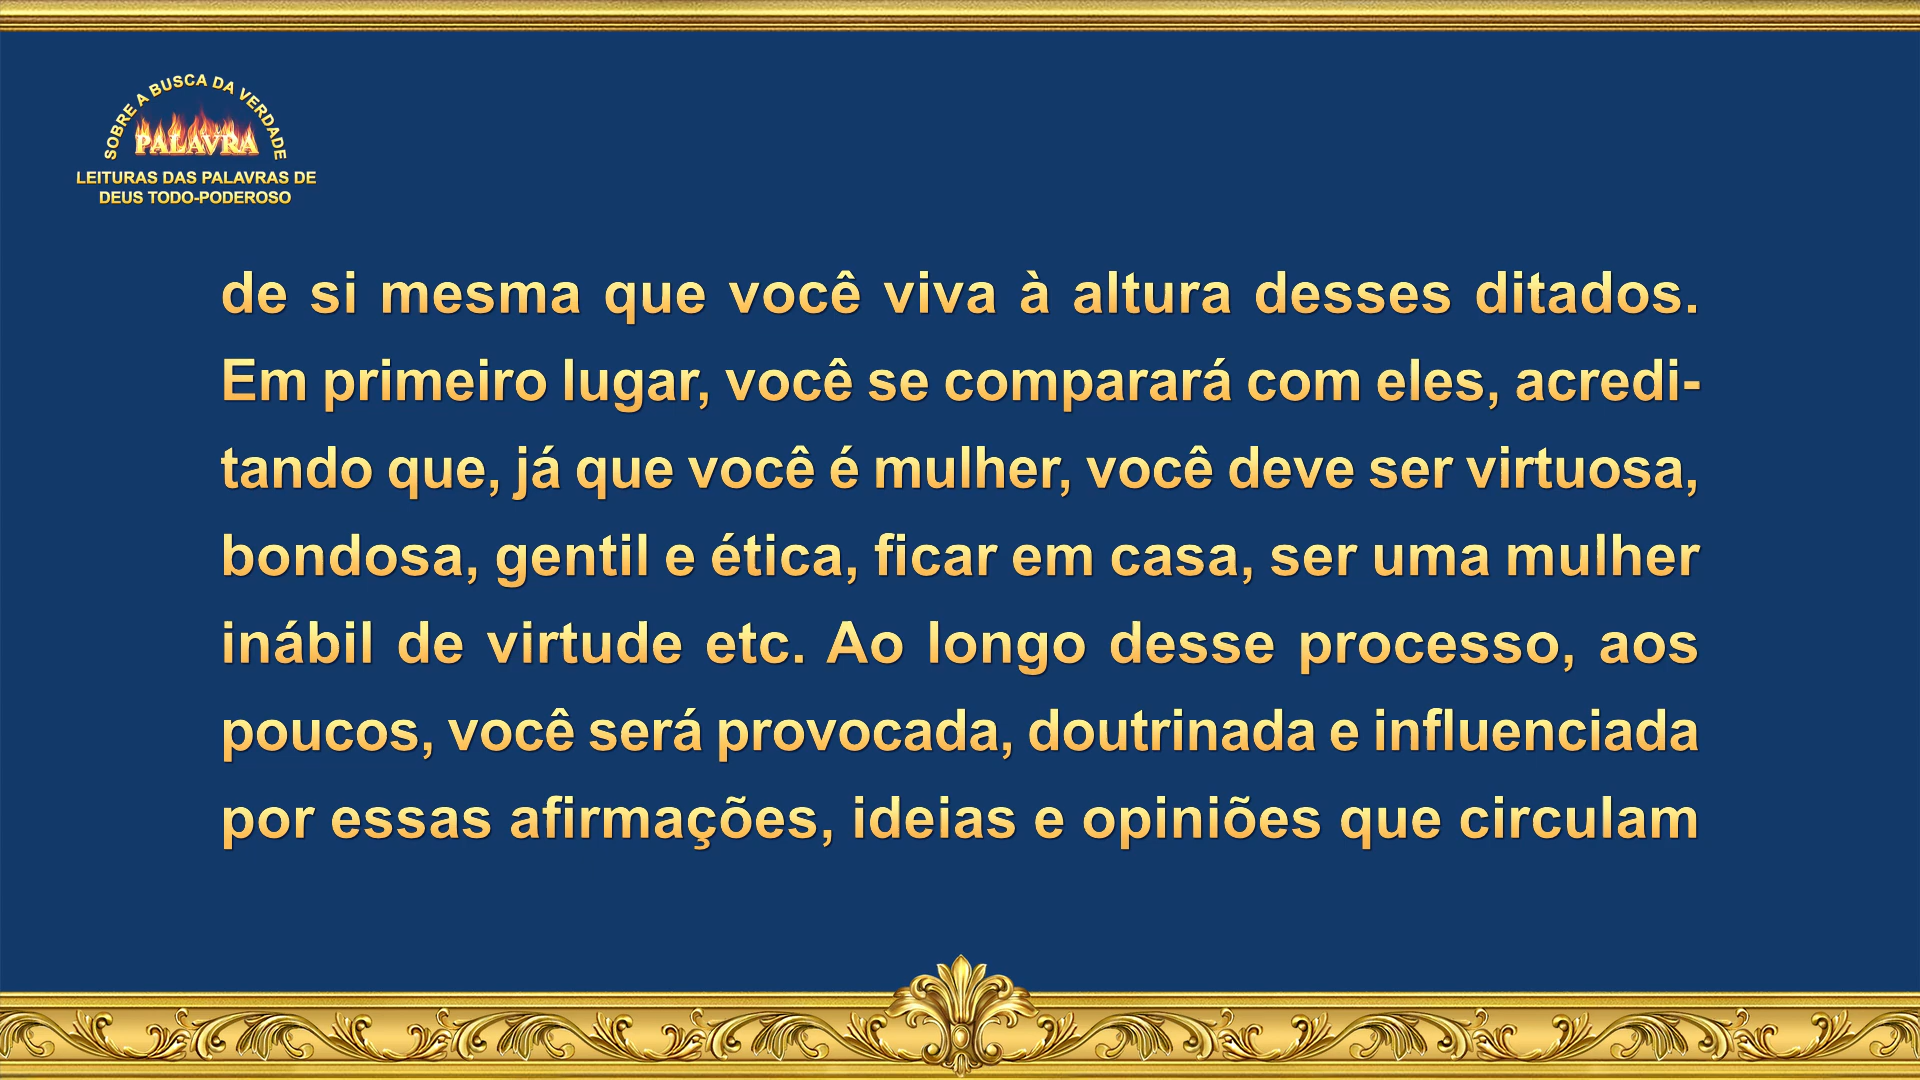 SOBRE A BUSCA DA VERDADE
PALAVRA
LEITURAS DAS PALAVRAS DE
DEUS TODO-PODEROSO
de si mesma que você viva à altura desses ditados.
Em primeiro lugar, você se comparará com eles, acredi-
tando que, já que você é mulher, você deve ser virtuosa,
bondosa, gentil e ética, ficar em casa, ser uma mulher
inábil de virtude etc. Ao longo desse processo, aos
poucos, você será provocada, doutrinada e influenciada
por essas afirmações, ideias e opiniões que circulam